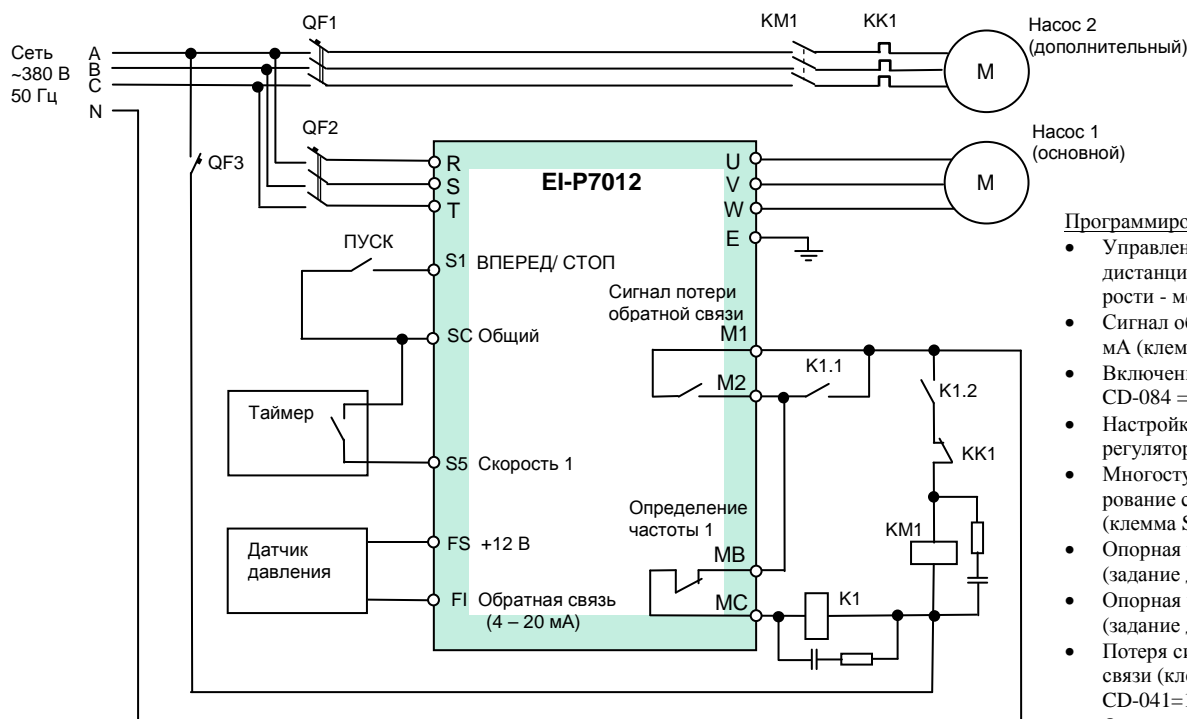 QF1
KM1
KK1
Насос 2
(дополнительный)
Сеть
~380 В
50 Гц
A
B
C
N
M
QF2
QF3
Насос 1
(основной)
M
EI-P7012
R
S
T
U
V
W
E
ПУСК
S1 ВПЕРЕД/ СТОП
SC Общий
Сигнал потери
обратной связи
M1
M2
K1.1
K1.2
KK1
Таймер
S5 Скорость 1
Определение
частоты 1
KM1
Датчик
давления
FS +12 В
FI Обратная связь
(4 – 20 мА)
MB
MC
K1
Программиро
• Управлен
дистанци
рости - м
• Сигнал об
мА (клем
• Включени
CD-084 =
• Настройк
регулятор
• Многосту
рование с
(клемма S
• Опорная
(задание
• Опорная
(задание
• Потеря си
связи (кле
CD-041=1